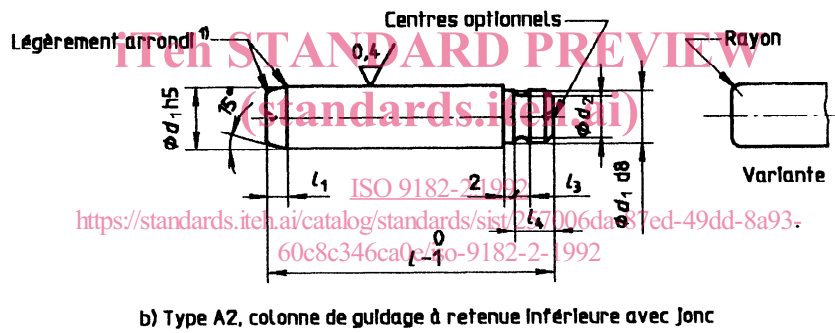 Centres optionnels
Légèrement arrondi 1)
Rayon
iTeh STANDARD PREVIEW
0,4
(standards.iteh.ai)
75°
ϕ d1 h5
ϕ d2
ϕ d1 d8
Variante
l1
2
l3
ISO 9182-2:1992
l4
https://standards.iteh.ai/catalog/standards/sist/
87ed-49dd-8a93-
60c8c346ca0c/iso-9182-2-1992
0
l-1
b) Type A2, colonne de guidage à retenue inférieure avec jonc